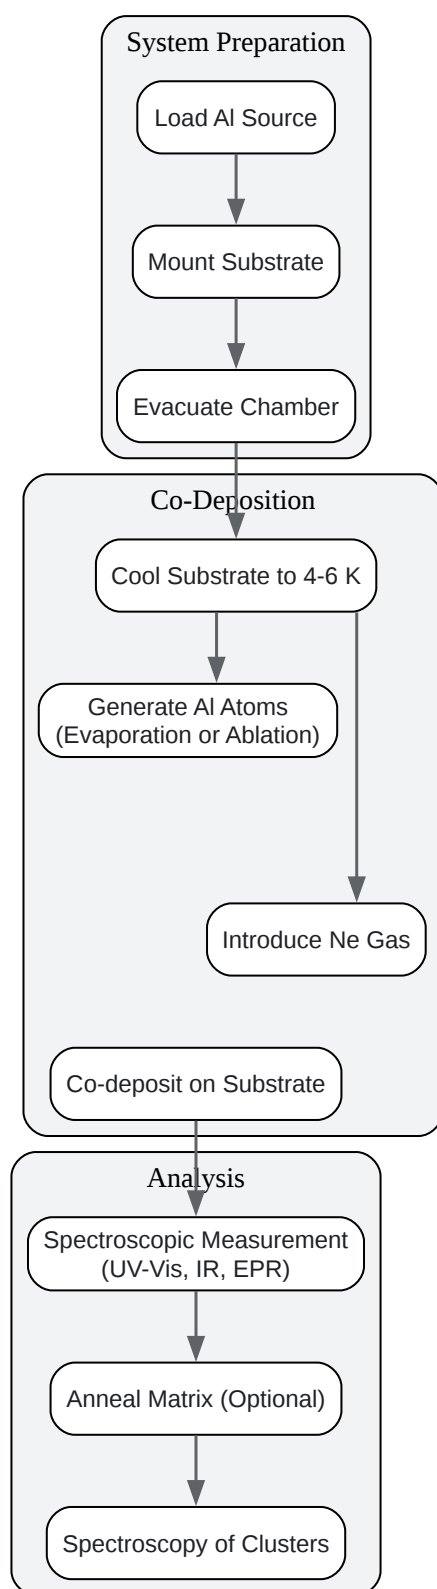 System Preparation
Load Al Source
Mount Substrate
Evacuate Chamber
Co-Deposition
Cool Substrate to 4-6 K
Generate Al Atoms
(Evaporation or Ablation)
Introduce Ne Gas
Co-deposit on Substrate
Analysis
Spectroscopic Measurement
(UV-Vis, IR, EPR)
Anneal Matrix (Optional)
Spectroscopy of Clusters